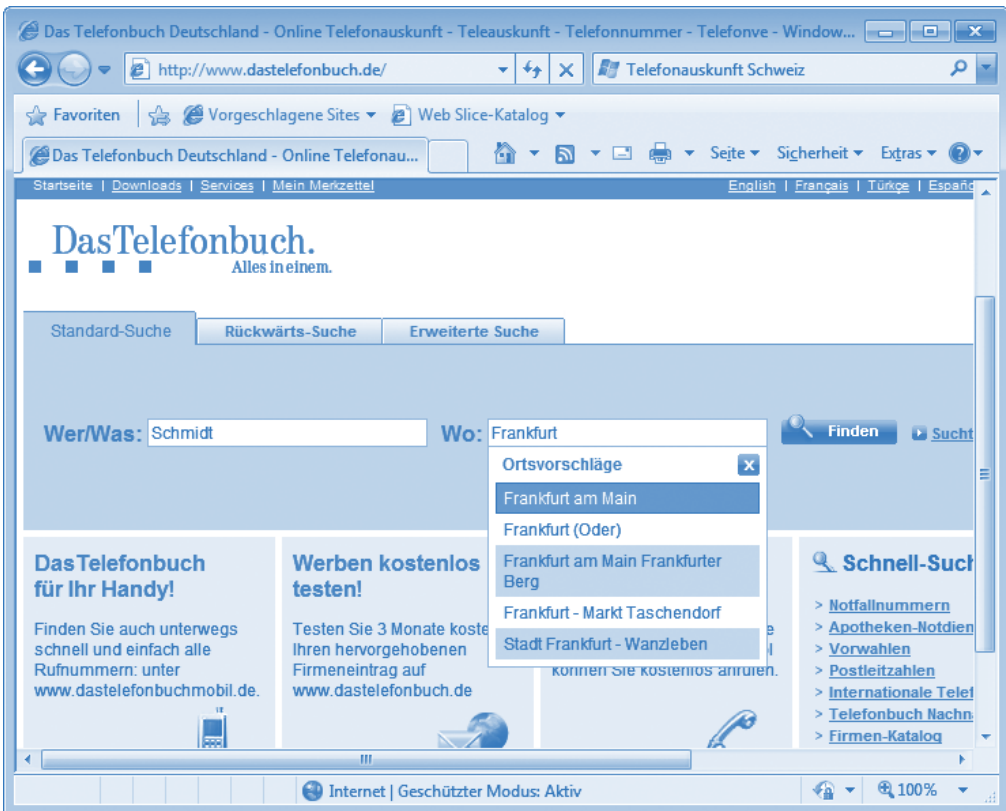 Das Telefonbuch Deutschland - Online Telefonauskunft - Teleauskunft - Telefonnummer - Telefonve - Window...
http://www.dastelefonbuch.de/
Telefonauskunft Schweiz
Favoriten
Vorgeschlagene Sites
Web Slice-Katalog
Das Telefonbuch Deutschland - Online Telefonau...
Seite
Sicherheit
Extras
Startseite | Downloads | Services | Mein Merkzettel
English | Français | Türkçe | Españo
DasTelefonbuch.
Alles in einem.
Standard-Suche
Rückwärts-Suche
Erweiterte Suche
Wer/Was: Schmidt
Wo: Frankfurt
Finden
Sucht
Ortsvorschläge
Frankfurt am Main
Frankfurt (Oder)
Frankfurt am Main Frankfurter
Berg
Frankfurt - Markt Taschendorf
Stadt Frankfurt - Wanzleben
Das Telefonbuch
für Ihr Handy!
Finden Sie auch unterwegs
schnell und einfach alle
Rufnummern: unter
www.dastelefonbuchmobil.de.
Werben kostenlos
testen!
Testen Sie 3 Monate koste
Ihren hervorgehobenen
Firmeneintrag auf
www.dastelefonbuch.de
können Sie kostenlos anrufen.
Schnell-Such
> Notfallnummern
> Apotheken-Notdien
> Vorwahlen
> Postleitzahlen
> Internationale Telef
> Telefonbuch Nachn
> Firmen-Katalog
Internet | Geschützter Modus: Aktiv
100%